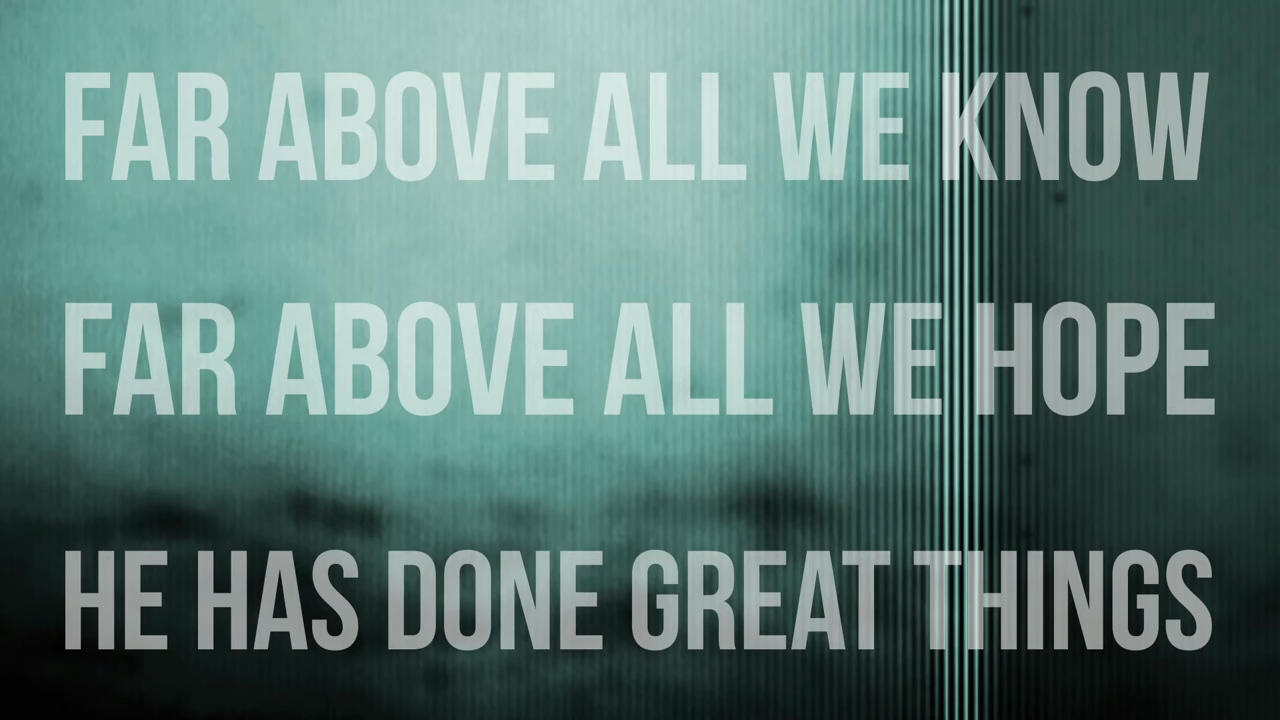 FAR ABOVE ALL WE KNOW
FAR ABOVE ALL WE HOPE
HE HAS DONE GREAT THINGS